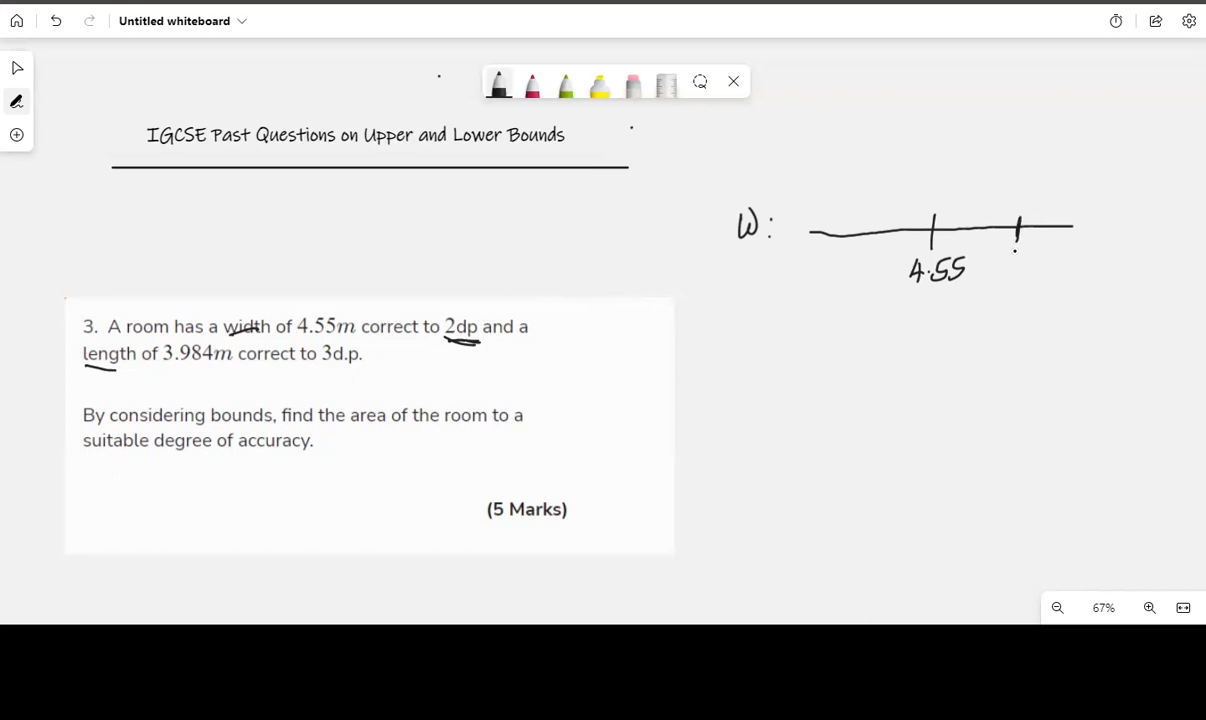 Untitled whiteboard
IGCSE Past Questions on Upper and Lower Bounds
W:
4.55
3. A room has a width of 4.55m correct to 2dp and a
length of 3.984m correct to 3d.p.
By considering bounds, find the area of the room to a
suitable degree of accuracy.
(5 Marks)
67%